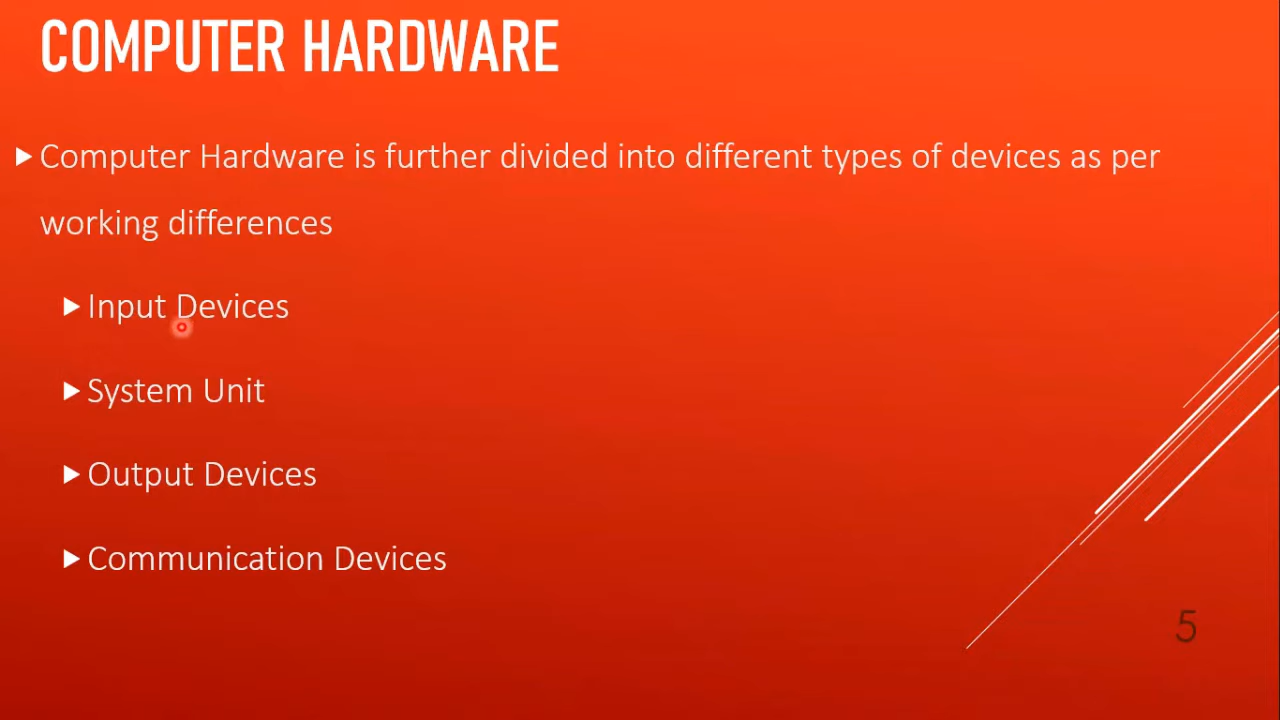 COMPUTER HARDWARE
Computer Hardware is further divided into different types of devices as per
working differences
Input Devices
System Unit
Output Devices
Communication Devices
5